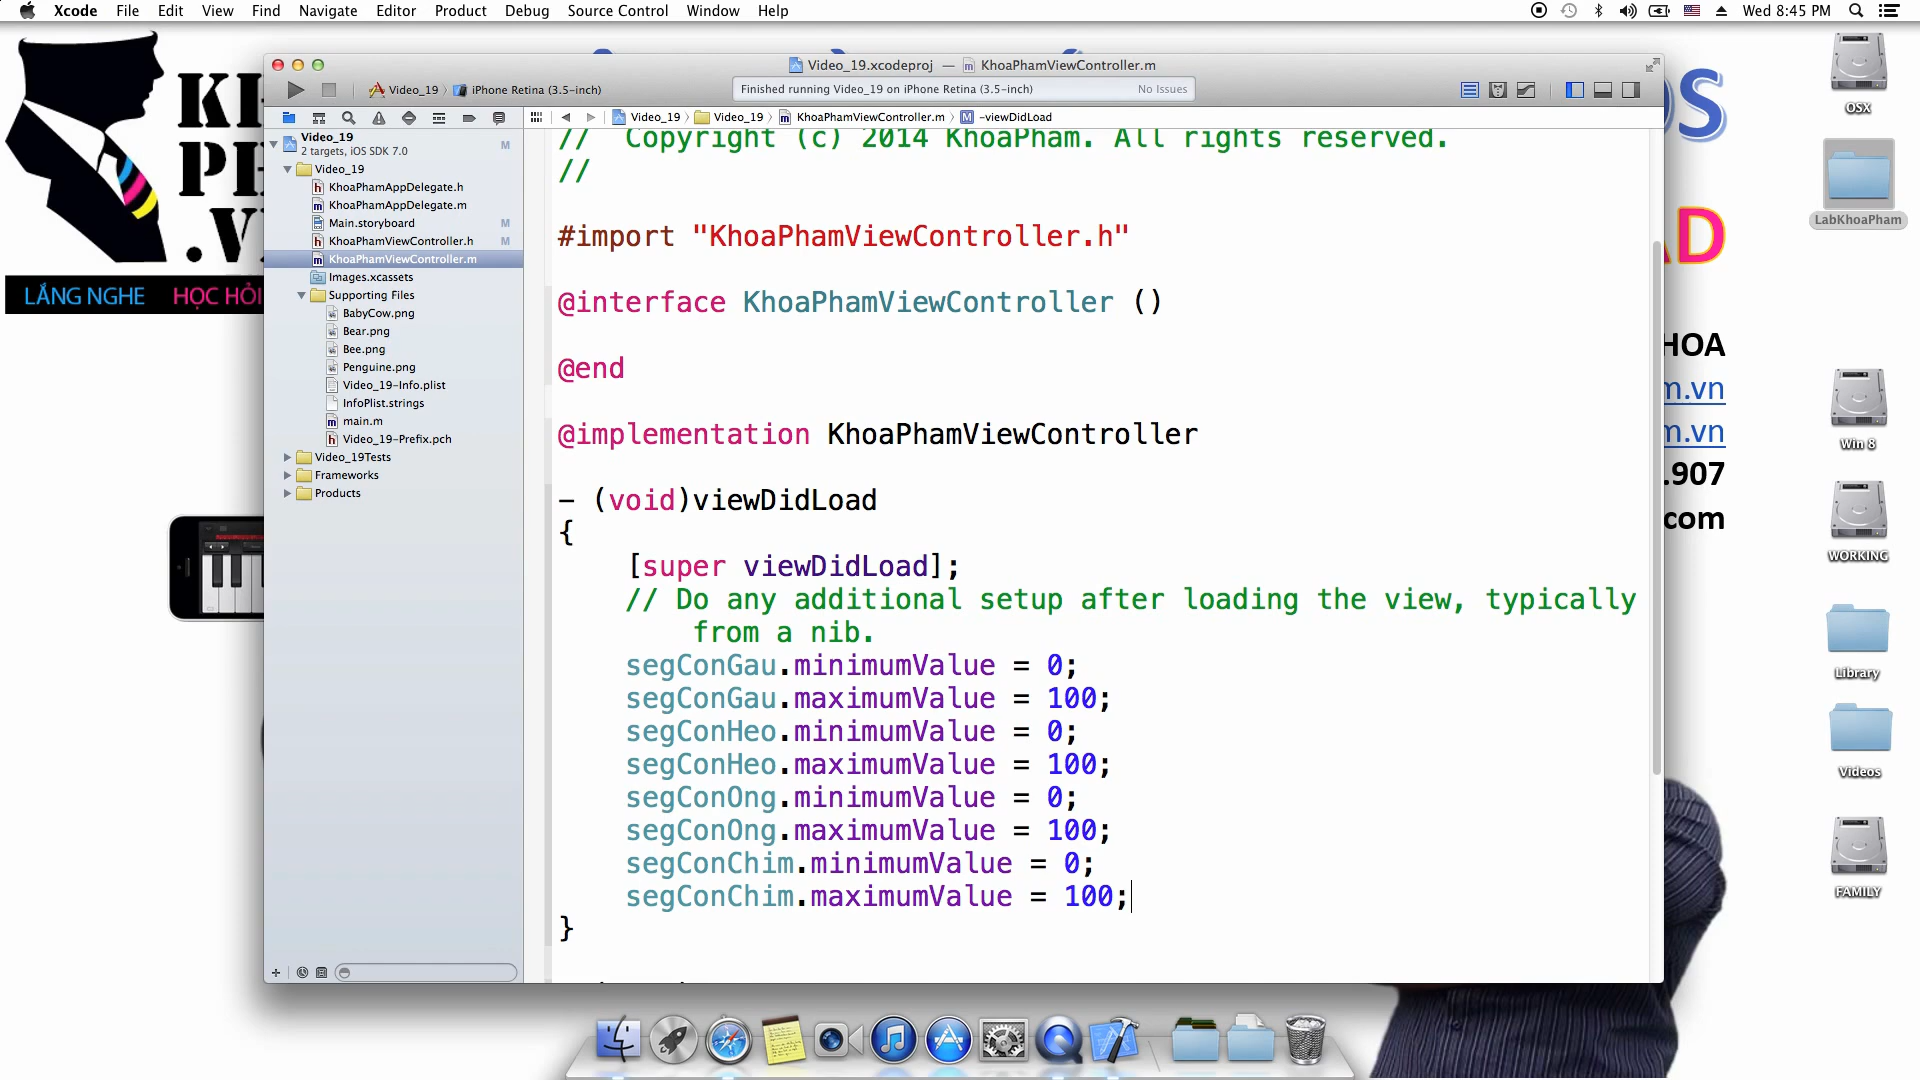 Xcode File Edit View Find Navigate Editor Product Debug Source Control Window Help Wed 8:45 PM
Video_19.xcodeproj — KhoaPhamViewController.m
Video_19 iPhone Retina (3.5-inch) Finished running Video_19 on iPhone Retina (3.5-inch) No Issues
Video_19 Video_19 KhoaPhamViewController.m -viewDidLoad
Video_19
2 targets, iOS SDK 7.0 M
Video_19
KhoaPhamAppDelegate.h
KhoaPhamAppDelegate.m
Main.storyboard M
KhoaPhamViewController.h M
KhoaPhamViewController.m
Images.xcassets
Supporting Files
BabyCow.png
Bear.png
Bee.png
Penguine.png
Video_19-Info.plist
InfoPlist.strings
main.m
Video_19-Prefix.pch
Video_19Tests
Frameworks
Products
// Copyright (c) 2014 KhoaPham. All rights reserved.
//
#import "KhoaPhamViewController.h"
@interface KhoaPhamViewController ()
@end
@implementation KhoaPhamViewController
- (void)viewDidLoad
{
[super viewDidLoad];
// Do any additional setup after loading the view, typically
from a nib.
segConGau.minimumValue = 0;
segConGau.maximumValue = 100;
segConHeo.minimumValue = 0;
segConHeo.maximumValue = 100;
segConOng.minimumValue = 0;
segConOng.maximumValue = 100;
segConChim.minimumValue = 0;
segConChim.maximumValue = 100;
}
LẮNG NGHE HỌC HỎI
.V
HOA
m.vn
m.vn
.907
com
OSX
LabKhoaPham
Win 8
WORKING
Library
Videos
FAMILY